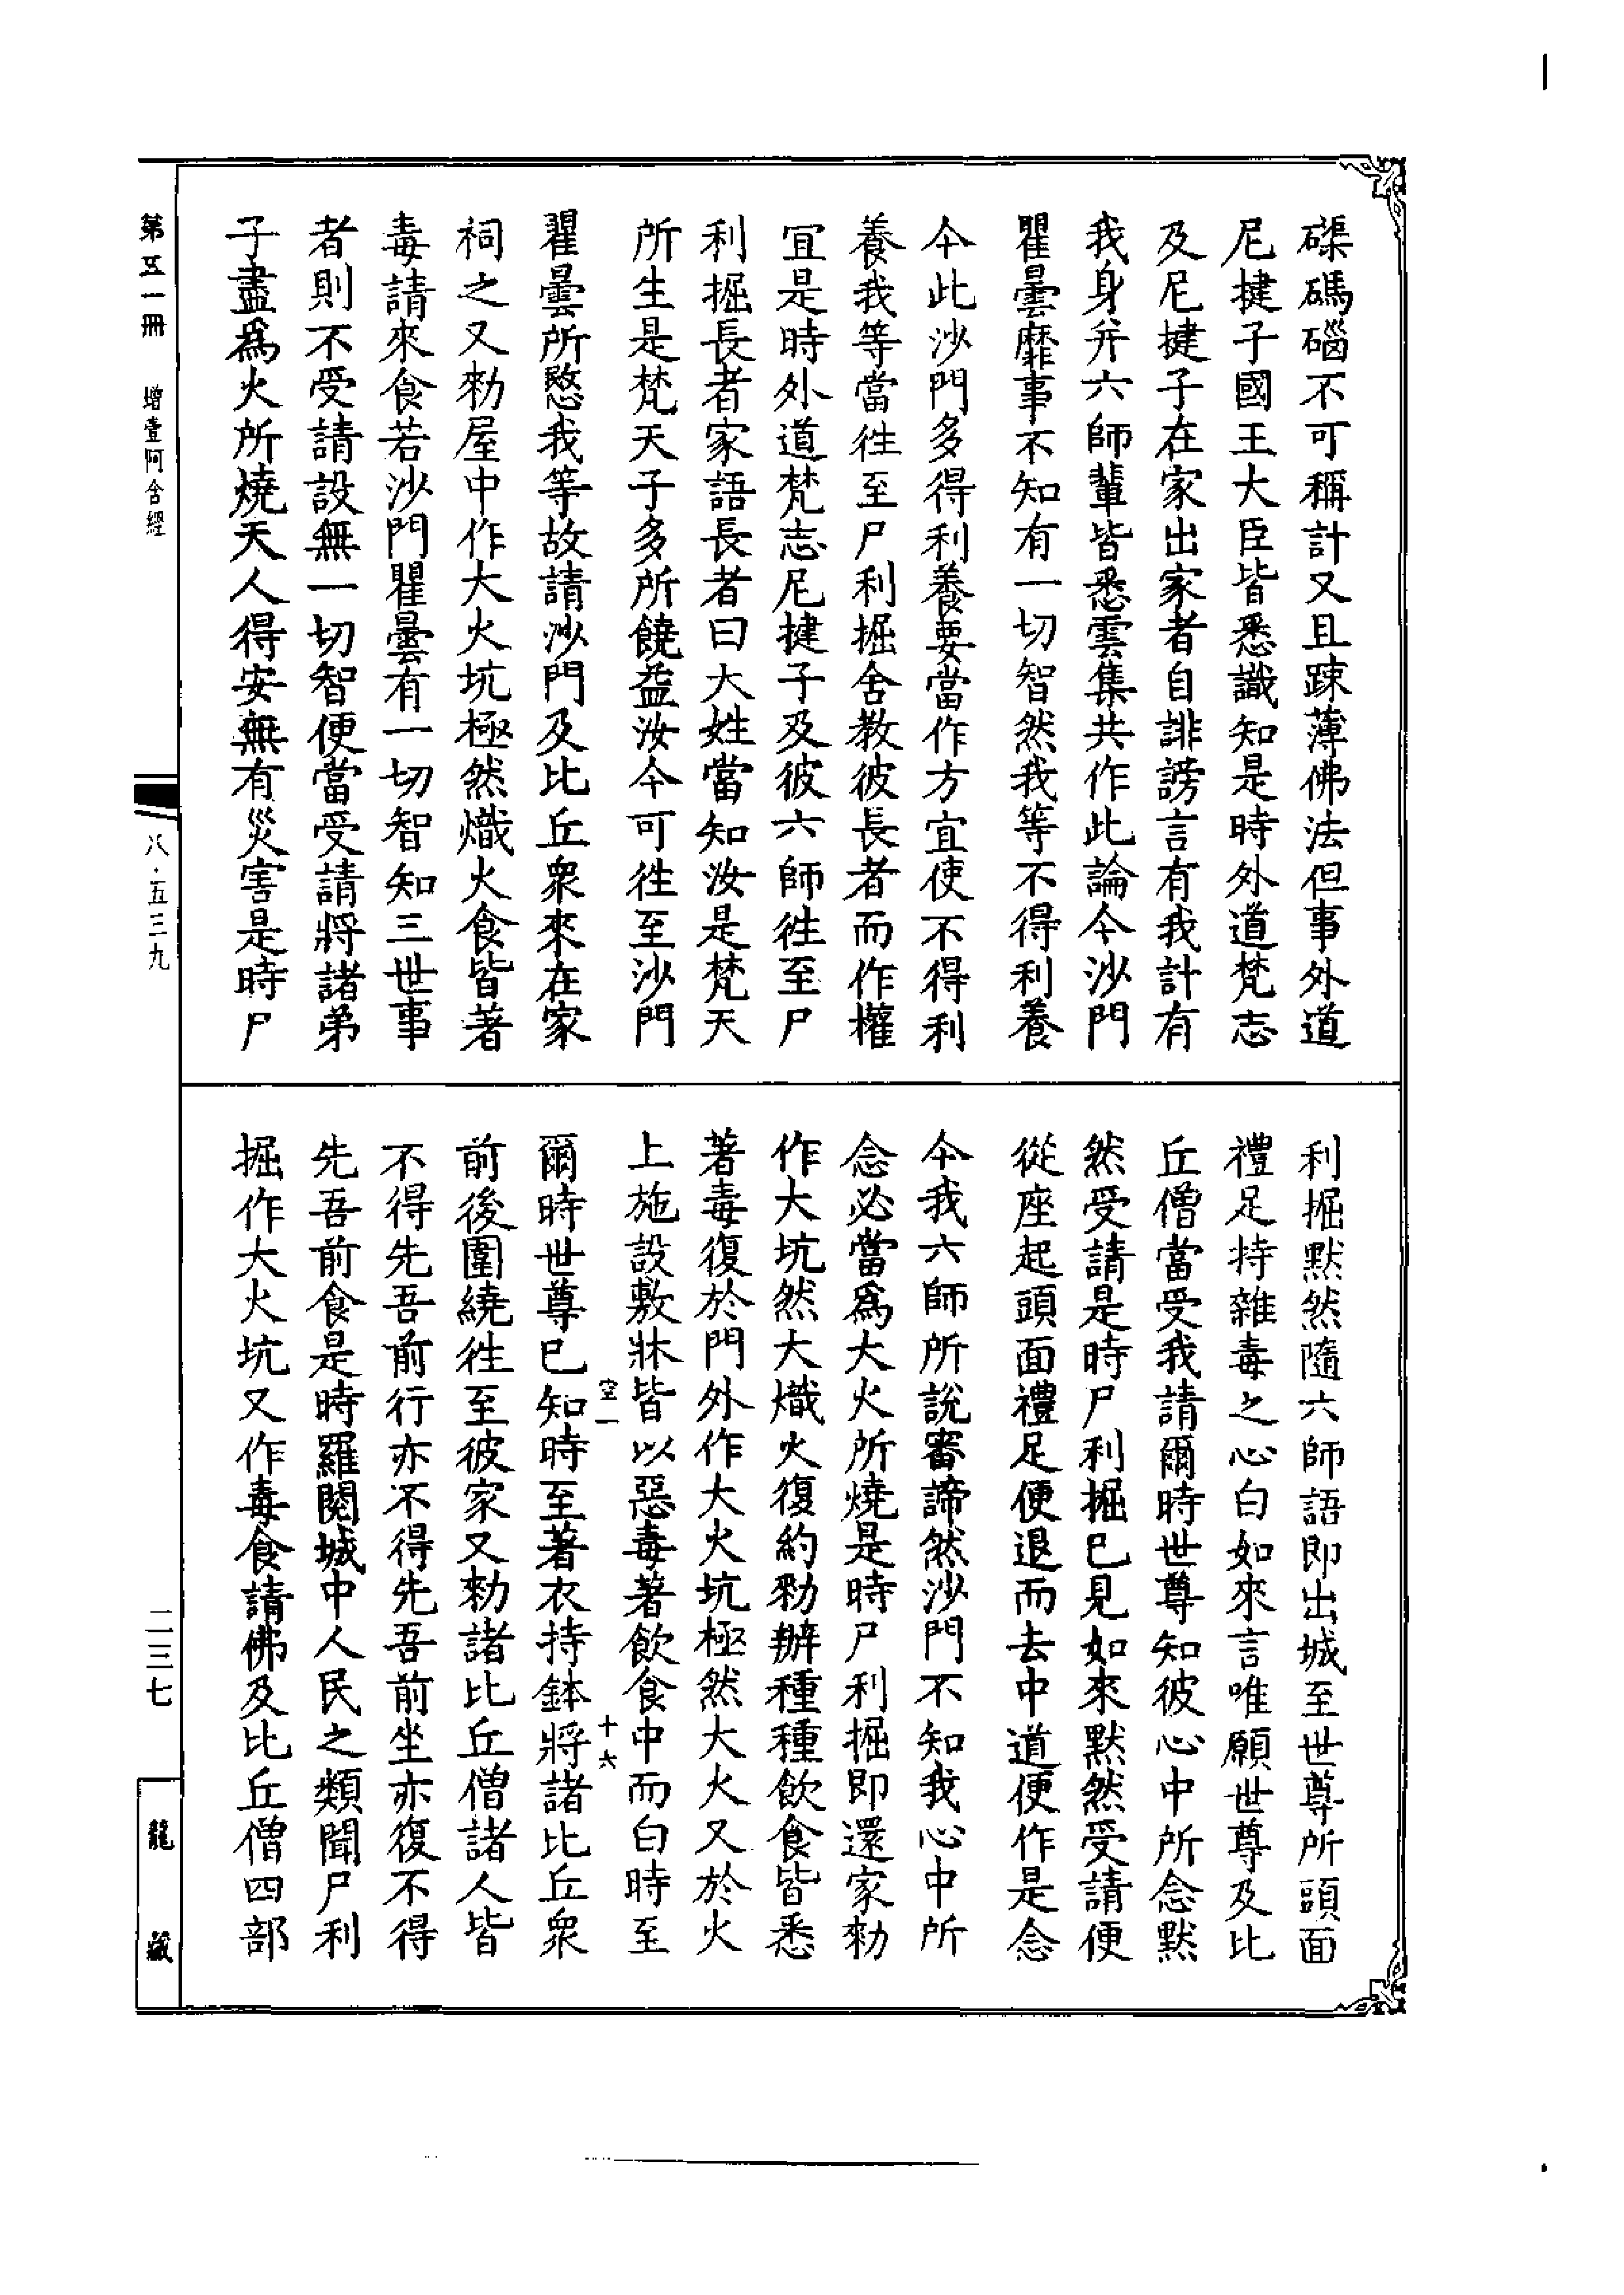 磲碼碯不可稱計又且踈薄佛法但事外道
尼揵子國王大臣皆悉識知是時外道梵志
及尼揵子在家出家者自誹謗言有我計有
我身并六師輩皆悉雲集共作此論今沙門
瞿曇靡事不知有一切智然我等不得利養
今此沙門多得利養要當作方宜使不得利
養我等當往至尸利掘舍教彼長者而作權
宜是時外道梵志尼揵子及彼六師往至尸
利掘長者家語長者曰大姓當知汝是梵天
所生是梵天子多所饒益汝今可往至沙門
瞿曇所愍我等故請沙門及比丘眾來在家
祠之又勑屋中作大火坑極然熾火食皆著
毒請來食若沙門瞿曇有一切智知三世事
者則不受請設無一切智便當受請將諸弟
子盡為火所燒天人得安無有災害是時尸
利掘默然隨六師語即出城至世尊所頭面
禮足持雜毒之心白如來言唯願世尊及比
丘僧當受我請爾時世尊知彼心中所念默
然受請是時尸利掘已見如來默然受請便
從座起頭面禮足便退而去中道便作是念
今我六師所說審諦然沙門不知我心中所
念必當為大火所燒是時尸利掘即還家勑
作大坑然大熾火復約勑辦種種飲食皆悉
著毒復於門外作大火坑極然大火又於火
上施設敷牀皆以惡毒著飲食中而白時至
空一 十六
爾時世尊已知時至著衣持鉢將諸比丘眾
前後圍繞往至彼家又勑諸比丘僧諸人皆
不得先吾前行亦不得先吾前坐亦復不得
先吾前食是時羅閱城中人民之類聞尸利
掘作大火坑又作毒食請佛及比丘僧四部
第五一冊 增壹阿含經 八·五三九 二三七 龍藏